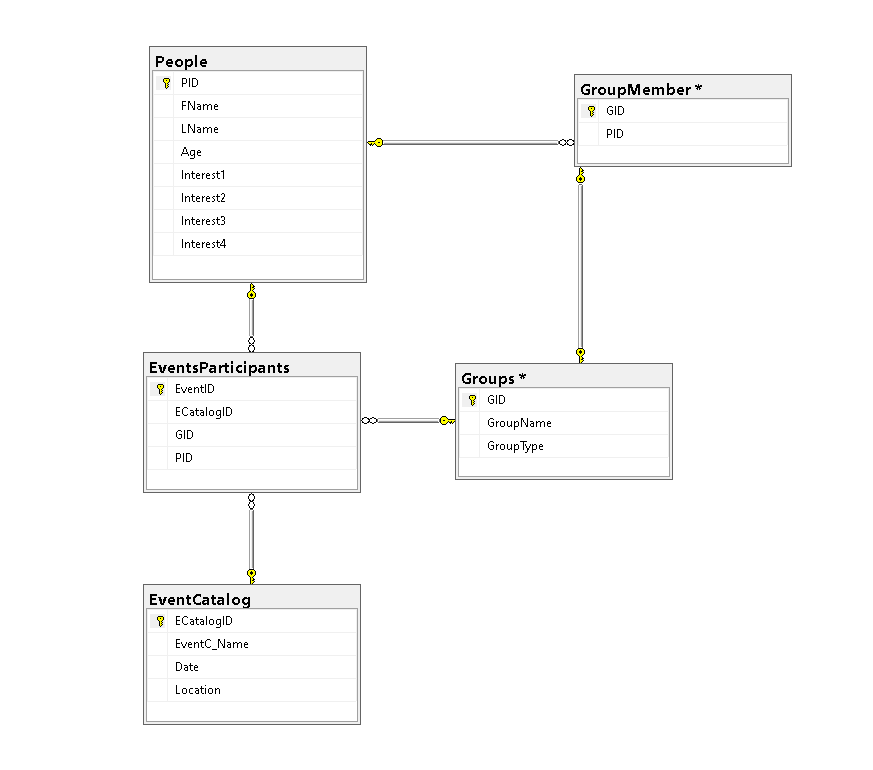 People
PID
FName
LName
Age
Interest1
Interest2
Interest3
Interest4
GroupMember *
GID
PID
EventsParticipants
EventID
ECatalogID
GID
PID
Groups *
GID
GroupName
GroupType
EventCatalog
ECatalogID
EventC_Name
Date
Location